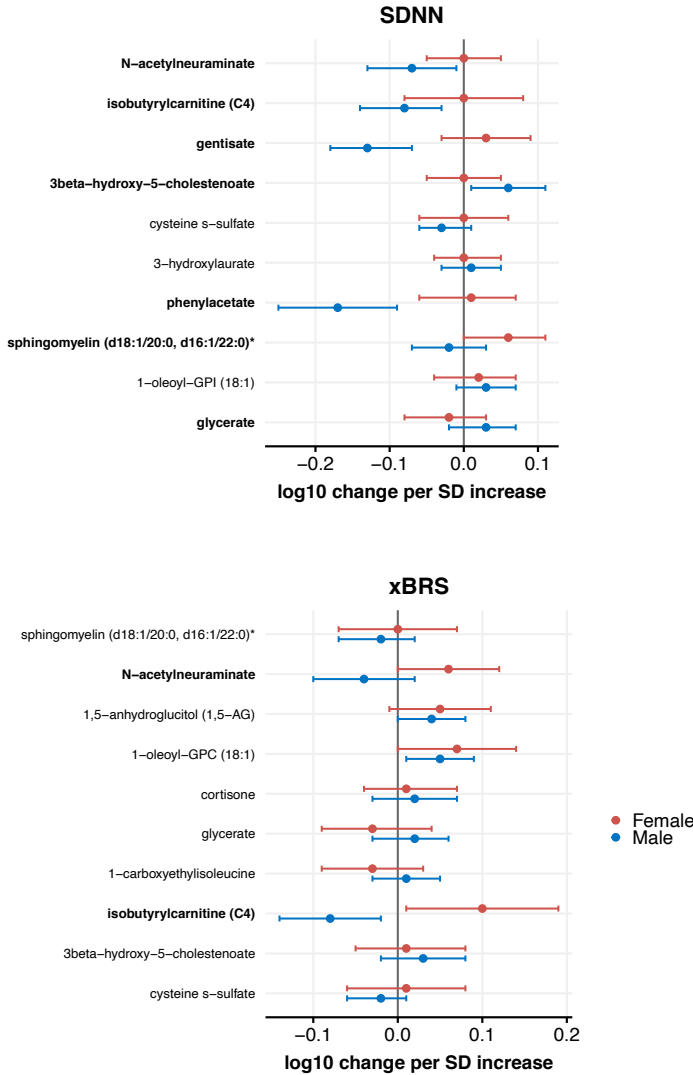 SDNN
N−acetylneuraminate
isobutyrylcarnitine (C4)
gentisate
3beta−hydroxy−5−cholestenoate
cysteine s−sulfate
3−hydroxylaurate
phenylacetate
sphingomyelin (d18:1/20:0, d16:1/22:0)*
1−oleoyl−GPI (18:1)
glycerate
−0.2 −0.1 0.0 0.1
log10 change per SD increase
xBRS
sphingomyelin (d18:1/20:0, d16:1/22:0)*
N−acetylneuraminate
1,5−anhydroglucitol (1,5−AG)
1−oleoyl−GPC (18:1)
cortisone
glycerate
1−carboxyethylisoleucine
isobutyrylcarnitine (C4)
3beta−hydroxy−5−cholestenoate
cysteine s−sulfate
−0.1 0.0 0.1 0.2
log10 change per SD increase
Female
Male